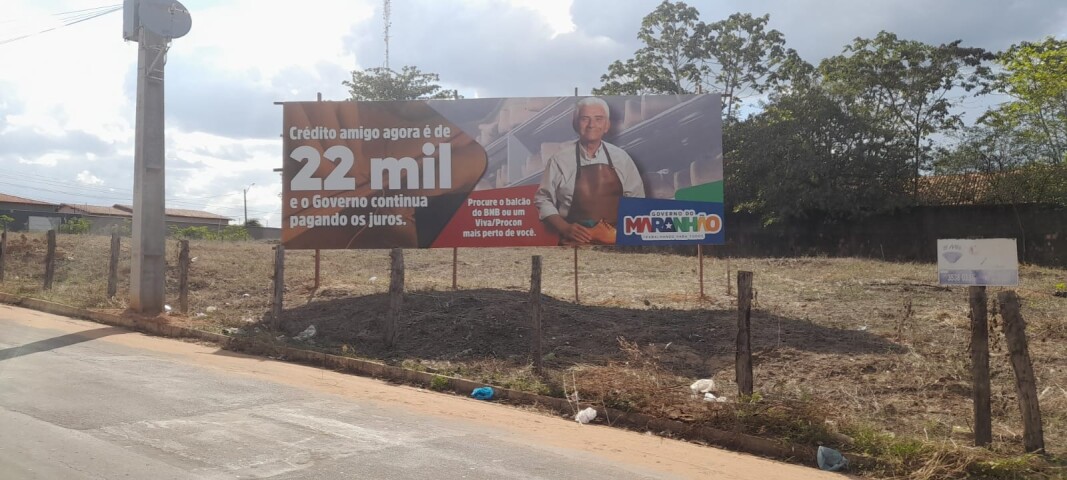 Crédito amigo agora é de
22 mil
e o Governo continua
pagando os juros.
Procure o balcão
do BNB ou um
Viva/Procon
mais perto de você.
GOVERNO DO
MARANHÃO